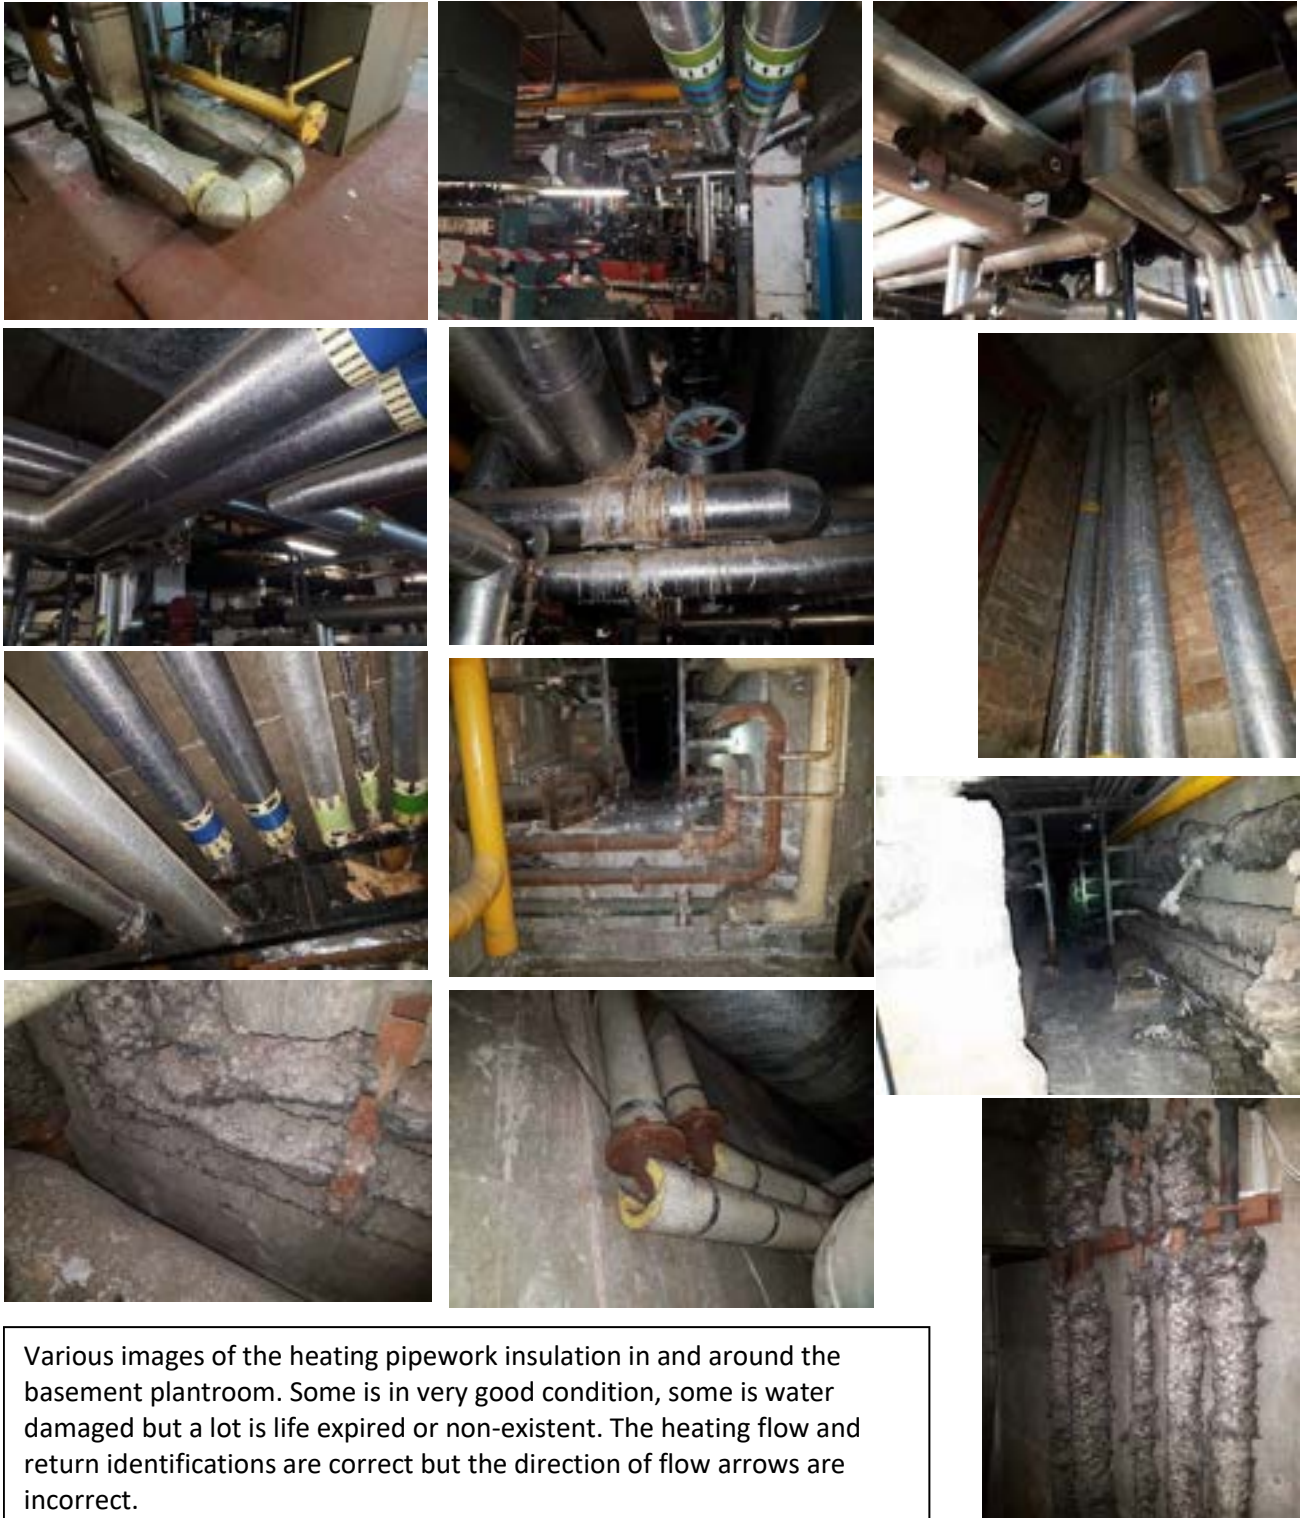 Various images of the heating pipework insulation in and around the
basement plantroom. Some is in very good condition, some is water
damaged but a lot is life expired or non-existent. The heating flow and
return identifications are correct but the direction of flow arrows are
incorrect.